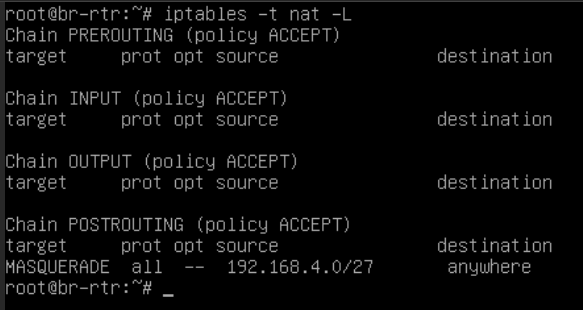 root@br-rtr:~# iptables -t nat -L
Chain PREROUTING (policy ACCEPT)
target     prot opt source               destination

Chain INPUT (policy ACCEPT)
target     prot opt source               destination

Chain OUTPUT (policy ACCEPT)
target     prot opt source               destination

Chain POSTROUTING (policy ACCEPT)
target     prot opt source               destination
MASQUERADE  all  --  192.168.4.0/27        anywhere
root@br-rtr:~# _